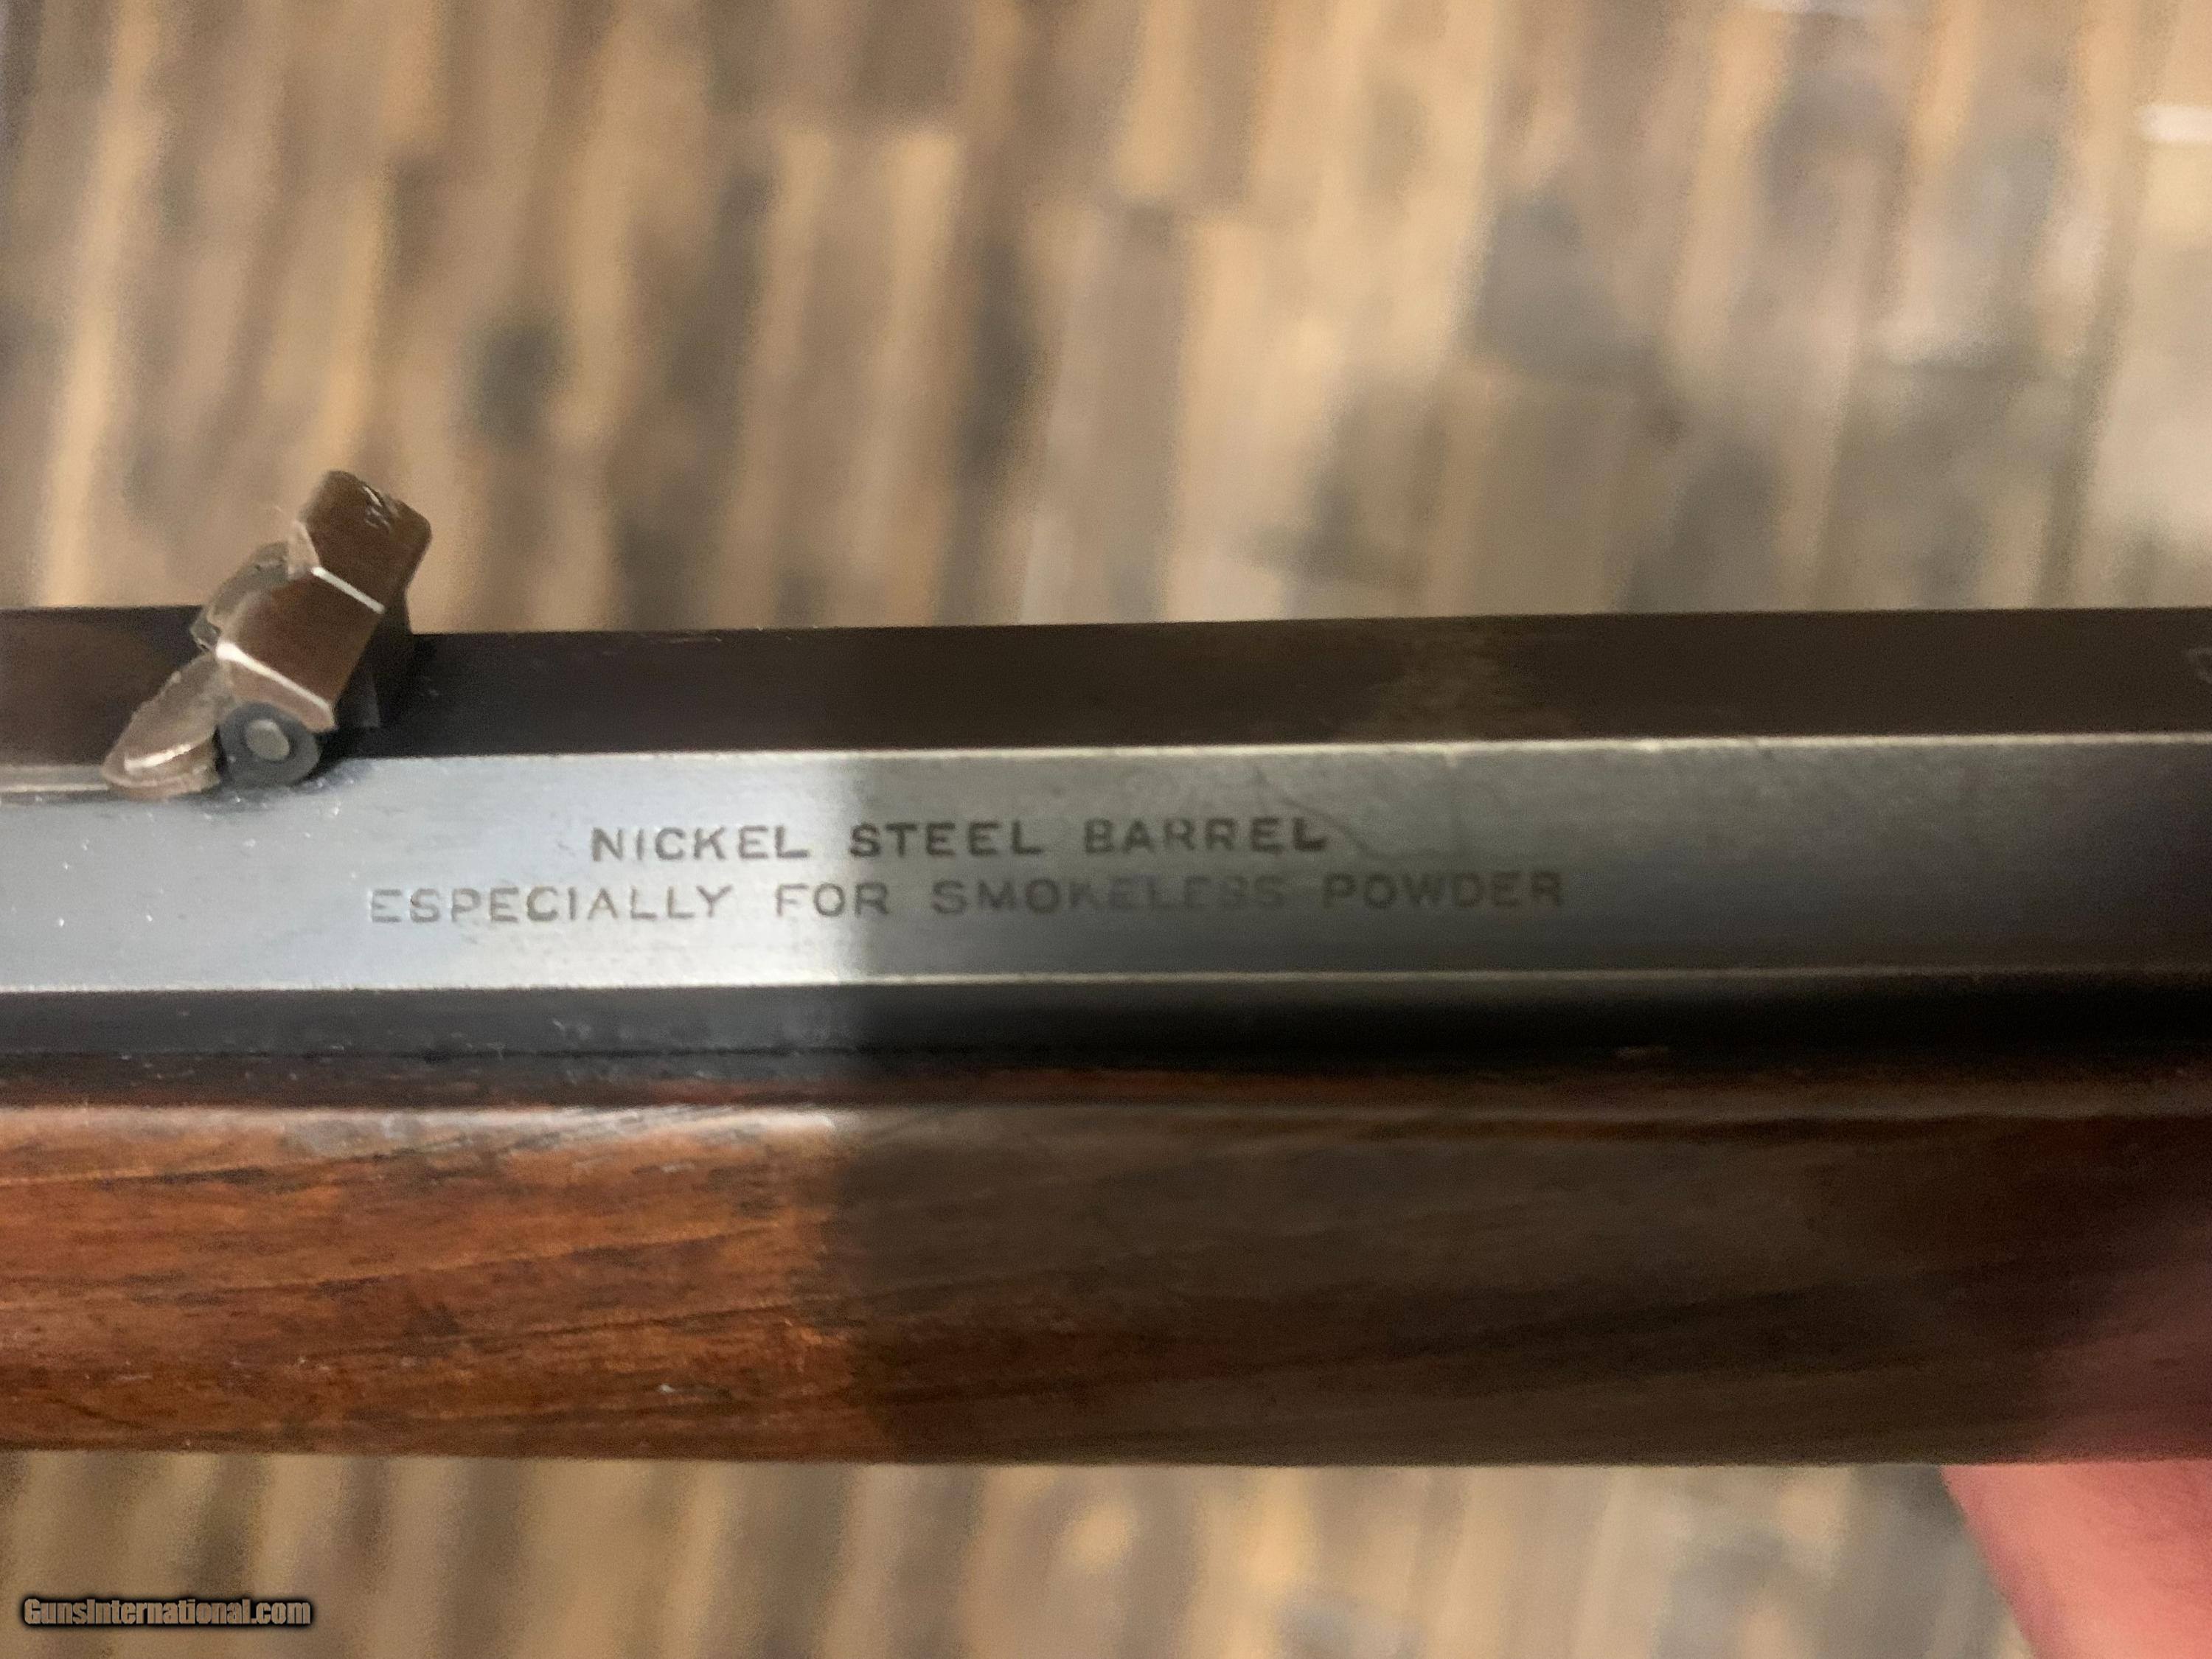 NICKEL STEEL BARREL
ESPECIALLY FOR SMOKELESS POWDER
GunsInternational.com